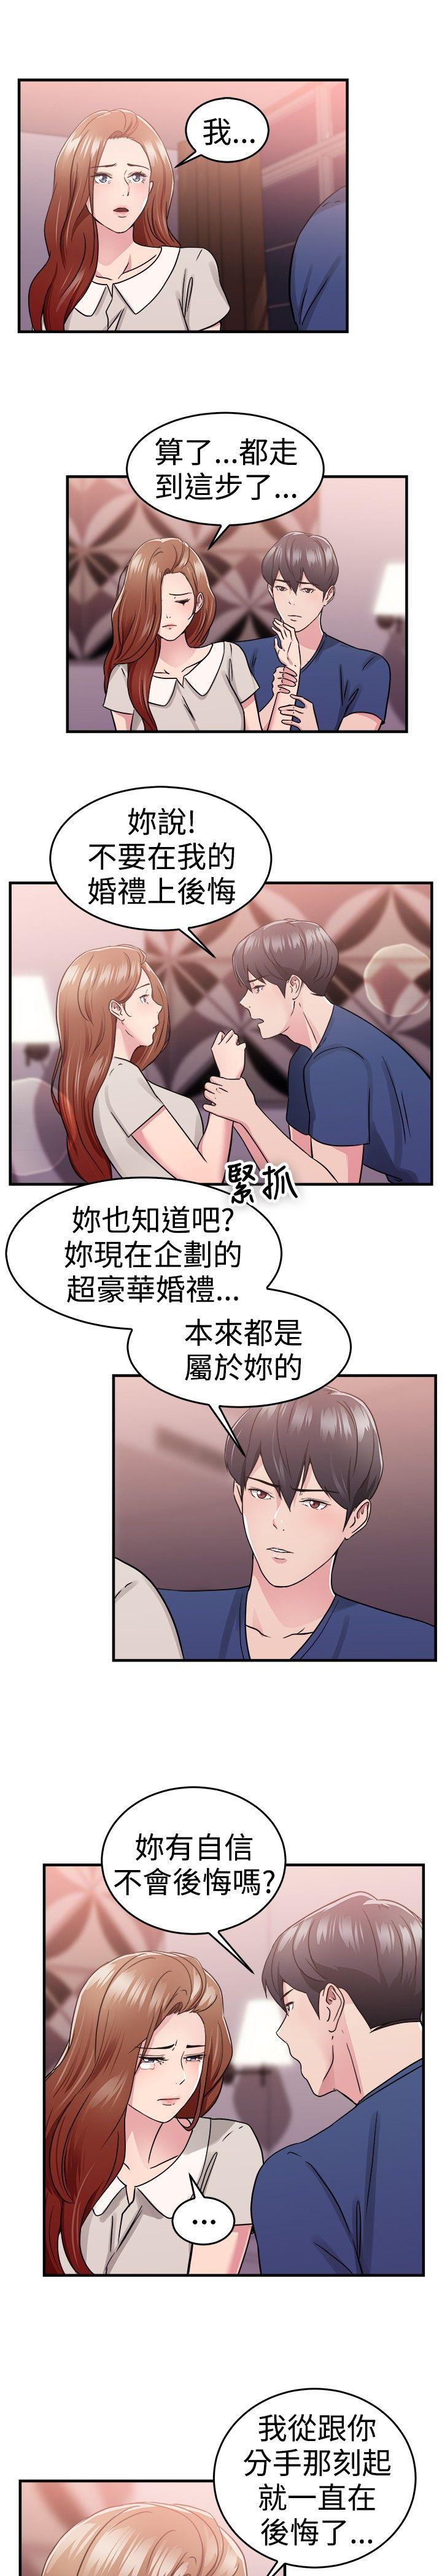 我...
算了...都走
到這步了...
妳說!
不要在我的
婚禮上後悔
緊抓
妳也知道吧?
妳現在企劃的
超豪華婚禮...
本來都是
屬於妳的
妳有自信
不會後悔嗎?
...
我從跟你
分手那刻起
就一直在
後悔了...